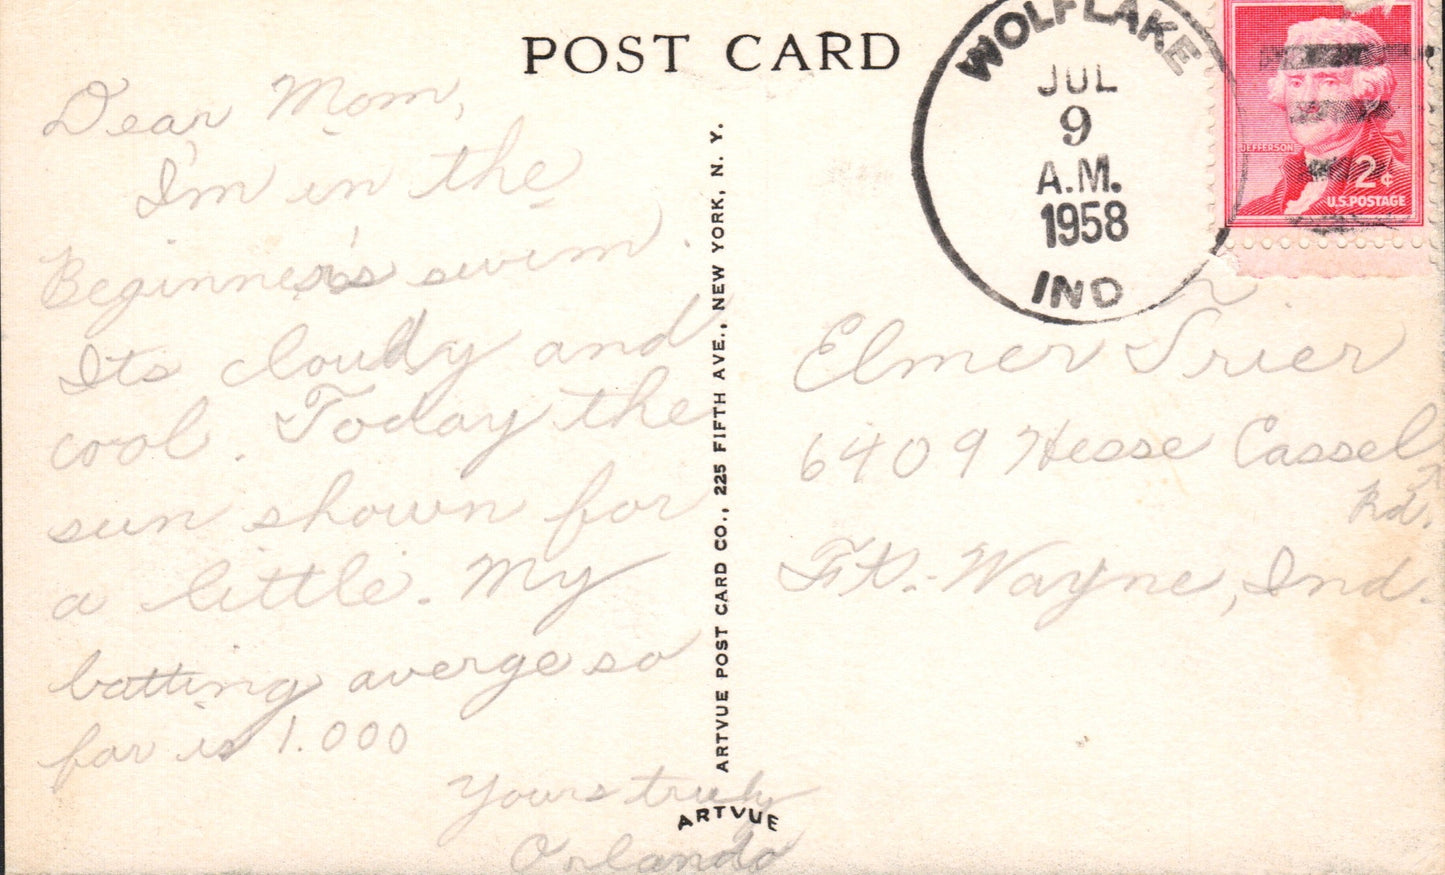 POST CARD
Dear Mom,
I'm in the
Beginners's swim.
Its cloudy and
cool. Today the
sun shown for
a little. My
batting averge so
far is 1.000
Yours truly
Orlando
ARTVUE POST CARD CO., 225 FIFTH AVE., NEW YORK, N. Y.
ARTVUE
WOLFLAKE
JUL
9
A.M.
1958
IND
JEFFERSON
2¢
U.S. POSTAGE
Elmer Trier
6409 Hesse Cassel
Rd.
Ft. Wayne, Ind.